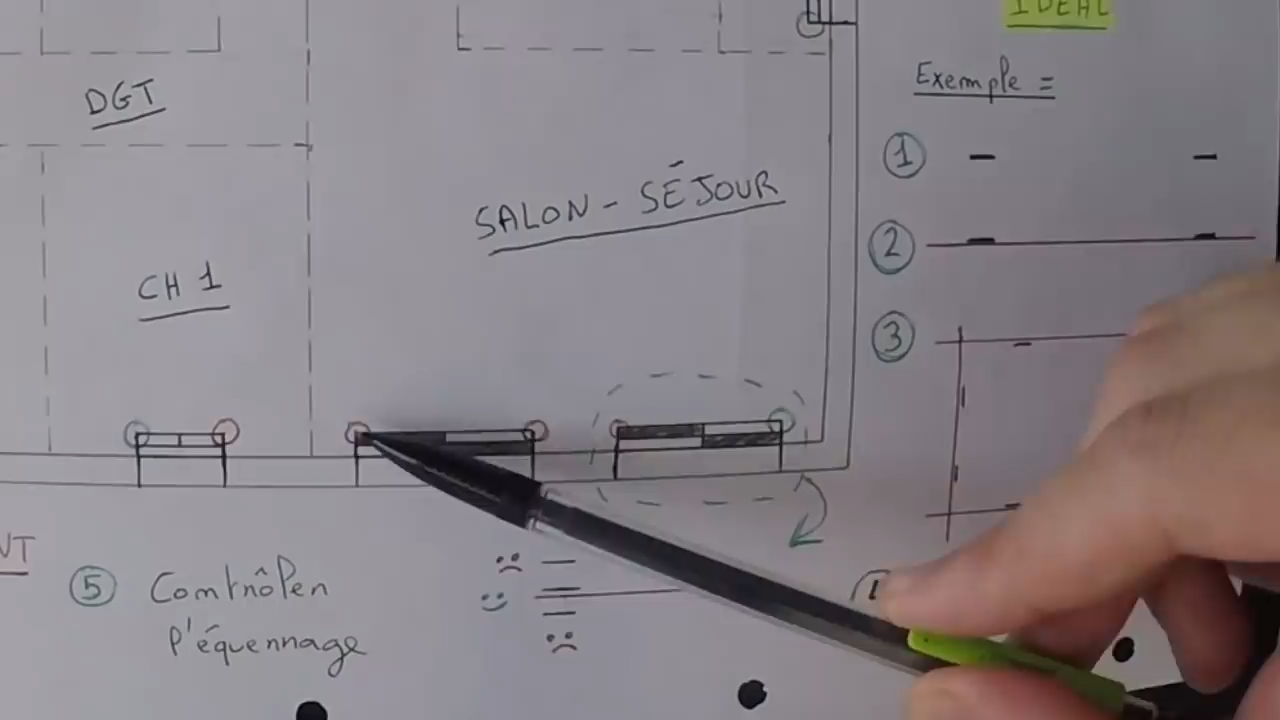 IDEAL
Exemple =
DGT
1
SALON - SÉJOUR
2
CH 1
3
5 Contrôler
l'équerrage